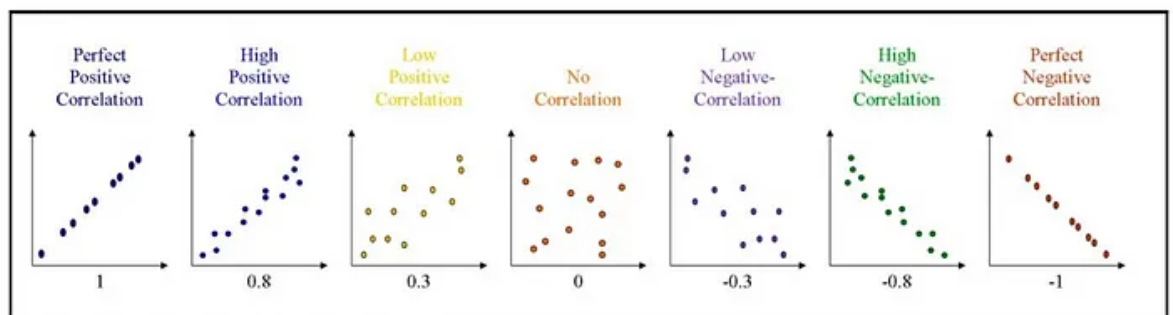 Perfect
Positive
Correlation
High
Positive
Correlation
Low
Positive
Correlation
No
Correlation
Low
Negative-
Correlation
High
Negative-
Correlation
Perfect
Negative
Correlation
1
0.8
0.3
0
-0.3
-0.8
-1